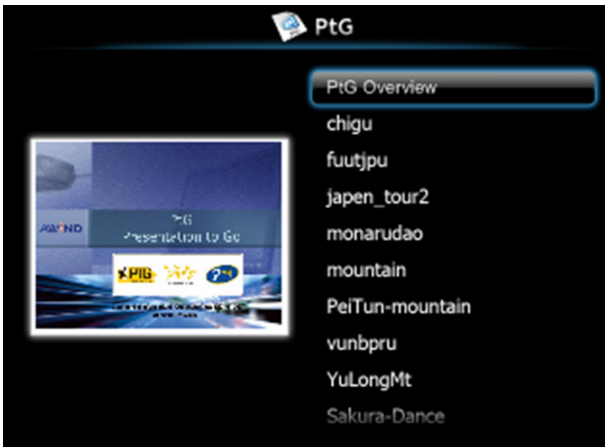 PtG
PtG Overview
chigu
fuutjpu
japen_tour2
monarudao
mountain
PeiTun-mountain
vunbpru
YuLongMt
Sakura-Dance
AWIND
PtG
Presentation to Go
PtG